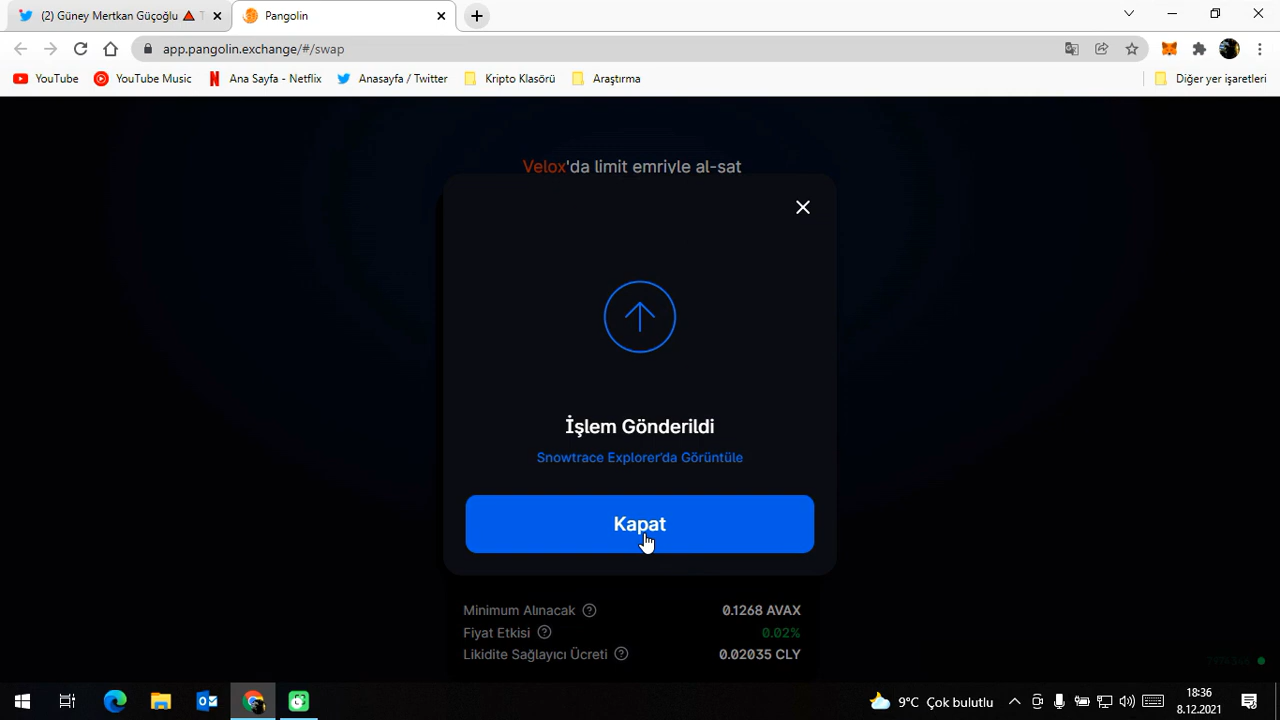 (2) Güney Mertkan Güçoğlu 🔺 T
Pangolin
app.pangolin.exchange/#/swap
YouTube
YouTube Music
Ana Sayfa - Netflix
Anasayfa / Twitter
Kripto Klasörü
Araştırma
Diğer yer işaretleri
Velox'da limit emriyle al-sat
İşlem Gönderildi
Snowtrace Explorer'da Görüntüle
Kapat
Minimum Alınacak
0.1268 AVAX
Fiyat Etkisi
0.02%
Likidite Sağlayıcı Ücreti
0.02035 CLY
9°C Çok bulutlu
18:36
8.12.2021